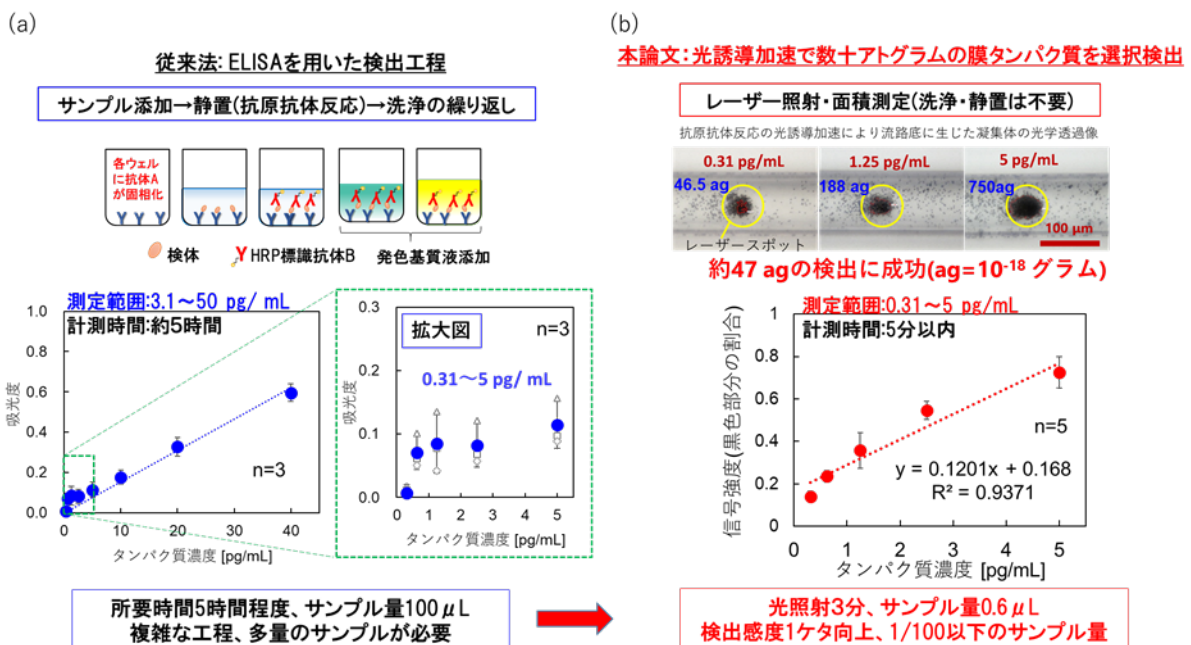 (a)
従来法: ELISAを用いた検出工程
サンプル添加→静置(抗原抗体反応)→洗浄の繰り返し
各ウェル
に抗体A
が固相化
検体
HRP標識抗体B
発色基質液添加
測定範囲:3.1～50 pg/ mL
計測時間:約5時間
1.0
0.8
0.6
0.4
0.2
0.0
吸光度
n=3
0
10
20
30
40
タンパク質濃度 [pg/mL]
拡大図
n=3
0.31～5 pg/ mL
0.3
0.2
0.1
0.0
吸光度
0
1
2
3
4
5
タンパク質濃度 [pg/mL]
所要時間5時間程度、サンプル量100μL
複雑な工程、多量のサンプルが必要
(b)
本論文：光誘導加速で数十アトグラムの膜タンパク質を選択検出
レーザー照射・面積測定(洗浄・静置は不要)
抗原抗体反応の光誘導加速により流路底に生じた凝集体の光学透過像
0.31 pg/mL
1.25 pg/mL
5 pg/mL
46.5 ag
188 ag
750ag
レーザースポット
100 μm
約47 agの検出に成功(ag=10⁻¹⁸ グラム)
測定範囲:0.31～5 pg/mL
計測時間:5分以内
1
0.8
0.6
0.4
0.2
0
信号強度(黒色部分の割合)
n=5
y = 0.1201x + 0.168
R² = 0.9371
0
1
2
3
4
5
タンパク質濃度 [pg/mL]
光照射3分、サンプル量0.6μL
検出感度1ケタ向上、1/100以下のサンプル量